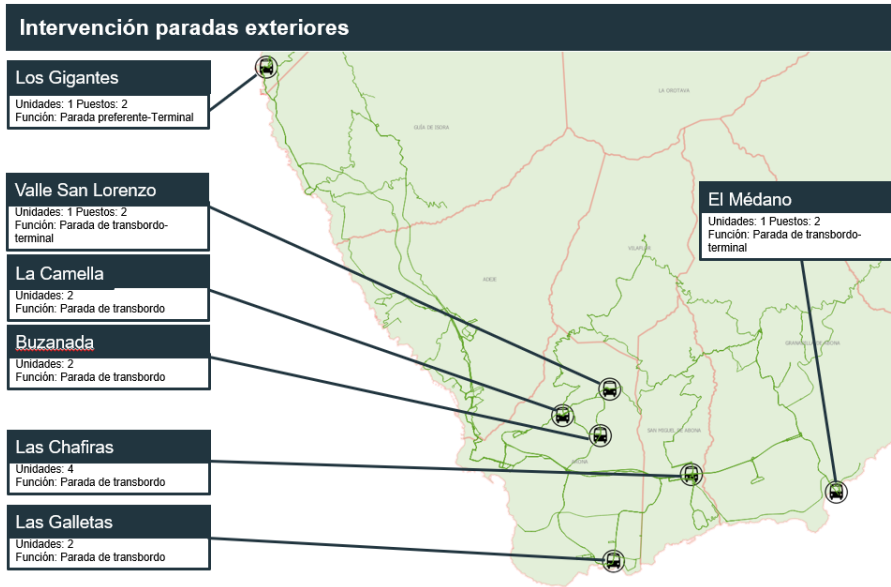 Intervención paradas exteriores
Los Gigantes
Unidades: 1 Puestos: 2
Función: Parada preferente-Terminal
Valle San Lorenzo
Unidades: 1 Puestos: 2
Función: Parada de transbordo-
terminal
La Camella
Unidades: 2
Función: Parada de transbordo
Buzanada
Unidades: 2
Función: Parada de transbordo
Las Chafiras
Unidades: 4
Función: Parada de transbordo
Las Galletas
Unidades: 2
Función: Parada de transbordo
El Médano
Unidades: 1 Puestos: 2
Función: Parada de transbordo-
terminal
LA OROTAVA
GUÍA DE ISORA
VILAFLOR
ADEJE
GRANADILLA DE ABONA
SAN MIGUEL DE ABONA
ARONA